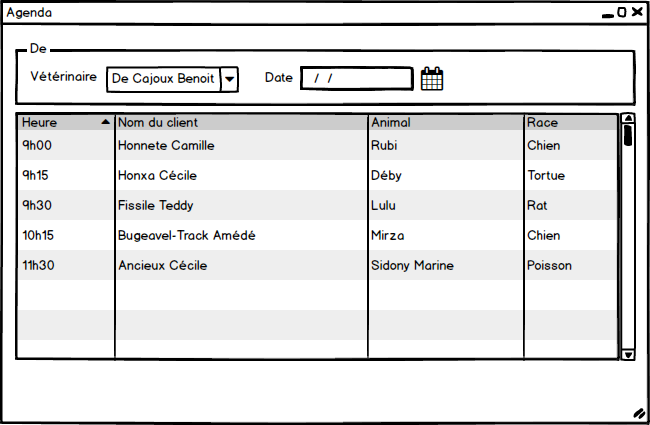 Agenda
De
Vétérinaire De Cajoux Benoit Date / /
Heure Nom du client Animal Race
9h00 Honnete Camille Rubi Chien
9h15 Honxa Cécile Déby Tortue
9h30 Fissile Teddy Lulu Rat
10h15 Bugeavel-Track Amédé Mirza Chien
11h30 Ancieux Cécile Sidony Marine Poisson